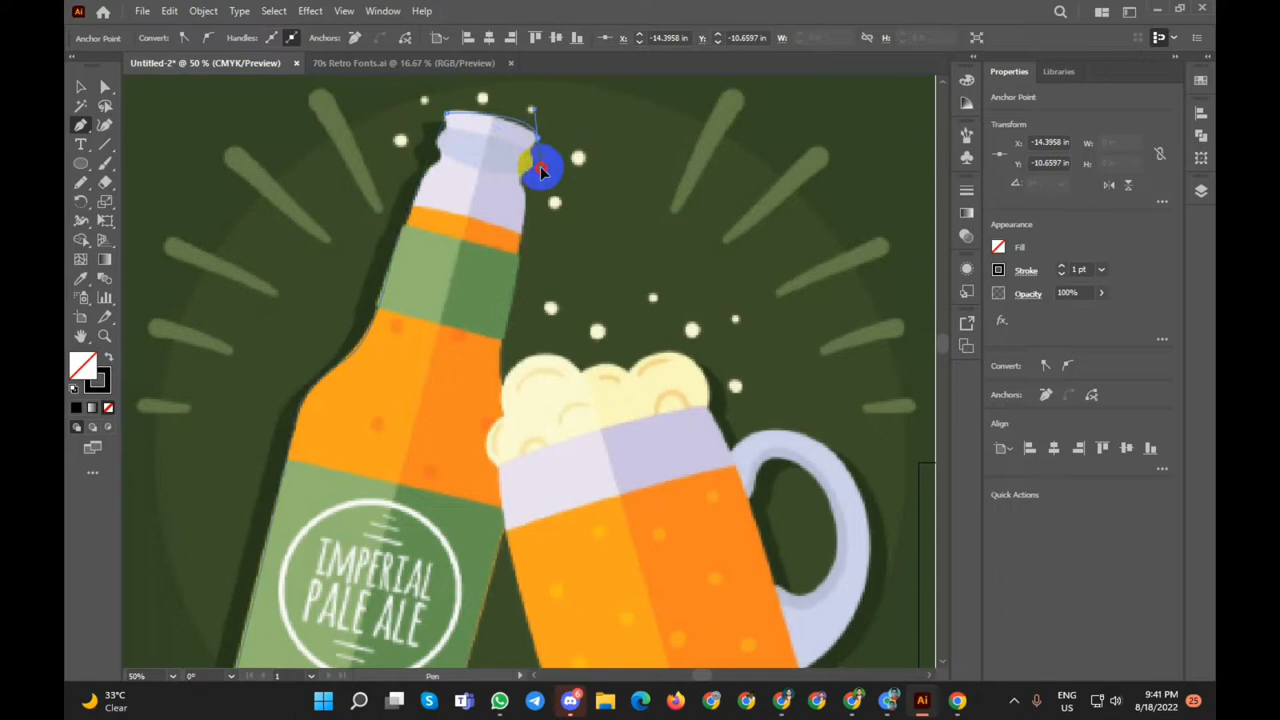 Ai File Edit Object Type Select Effect View Window Help
Anchor Point Convert: Handles: Anchors: X: -14.3958 in Y: -10.6597 in W: H:
Untitled-2* @ 50 % (CMYK/Preview) × 70s Retro Fonts.ai @ 16.67 % (RGB/Preview) ×
Properties Libraries
Anchor Point
Transform
X: -14.3958 in W:
Y: -10.6597 in H:
Appearance
Fill
Stroke 1 pt
Opacity 100%
fx.
Convert:
Anchors:
Align
Quick Actions
IMPERIAL
PALE ALE
50% 0° 1 Pen
33°C
Clear
6
Ai
ENG
US
9:41 PM
8/18/2022
25